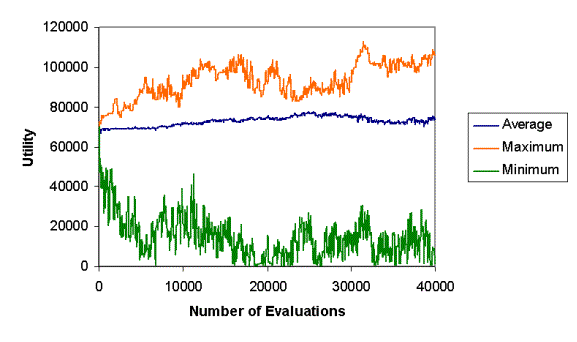 120000
100000
80000
60000
40000
20000
0
Utility
0 10000 20000 30000 40000
Number of Evaluations
Average
Maximum
Minimum